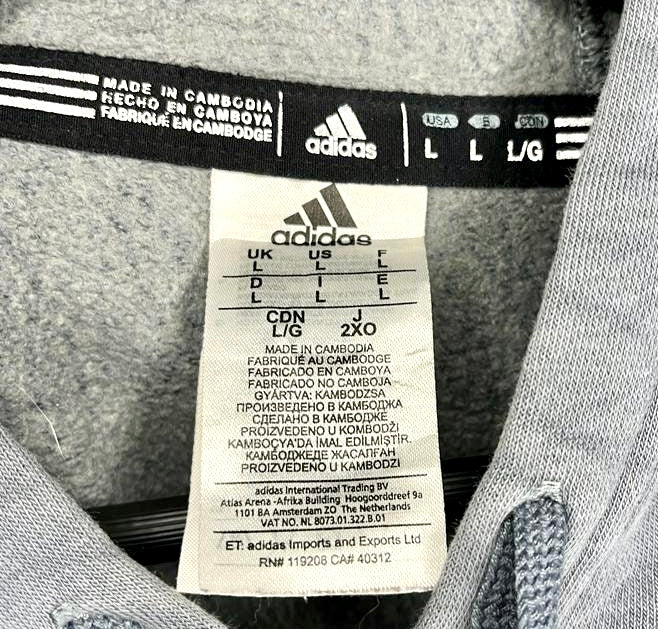 MADE IN CAMBODIA
HECHO EN CAMBOYA
FABRIQUÉ EN CAMBODGE
adidas
USA E CDN
L L L/G
adidas
UK US F
L L L
D I E
L L L
CDN J
L/G 2XO
MADE IN CAMBODIA
FABRIQUÉ AU CAMBODGE
FABRICADO EN CAMBOYA
FABRICADO NO CAMBOJA
GYÁRTVA: KAMBODZSA
ПРОИЗВЕДЕНО В КАМБОДЖА
СДЕЛАНО В КАМБОДЖЕ
PROIZVEDENO U KOMBODŽI
KAMBOÇYA'DA İMAL EDİLMİŞTİR.
КАМБОДЖЕДЕ ЖАСАЛҒАН
PROIZVEDENO U KAMBODZI
adidas International Trading BV
Atlas Arena -Afrika Building Hoogoorddreef 9a
1101 BA Amsterdam ZO The Netherlands
VAT NO. NL 8073.01.322.B.01
ET: adidas Imports and Exports Ltd
RN# 119208 CA# 40312